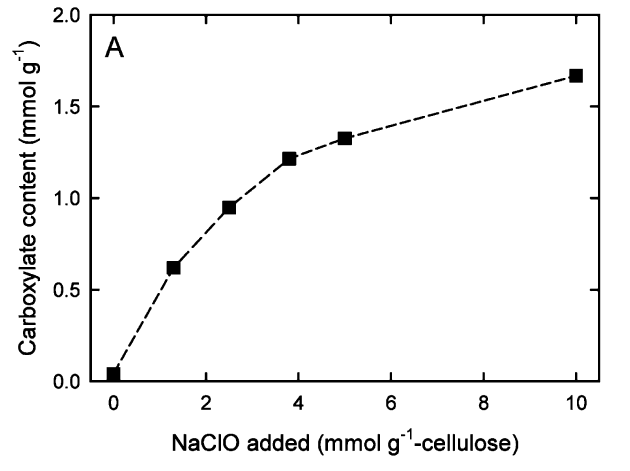 A
2.0
1.5
1.0
0.5
0.0
Carboxylate content (mmol g⁻¹)
0 2 4 6 8 10
NaClO added (mmol g⁻¹-cellulose)